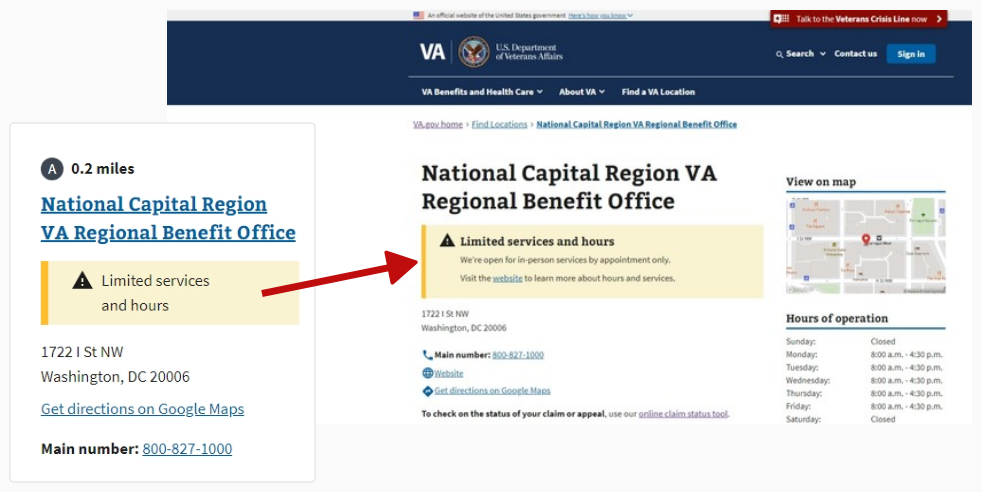 An official website of the United States government Here's how you know
Talk to the Veterans Crisis Line now
VA
U.S. Department
of Veterans Affairs
Search
Contact us
Sign in
VA Benefits and Health Care
About VA
Find a VA Location
VA.gov home > Find Locations > National Capital Region VA Regional Benefit Office
A 0.2 miles
National Capital Region
VA Regional Benefit Office
Limited services
and hours
1722 I St NW
Washington, DC 20006
Get directions on Google Maps
Main number: 800-827-1000
National Capital Region VA
Regional Benefit Office
Limited services and hours
We're open for in-person services by appointment only.
Visit the website to learn more about hours and services.
1722 I St NW
Washington, DC 20006
Main number: 800-827-1000
Website
Get directions on Google Maps
To check on the status of your claim or appeal, use our online claim status tool.
View on map
Hours of operation
Sunday: Closed
Monday: 8:00 a.m. - 4:30 p.m.
Tuesday: 8:00 a.m. - 4:30 p.m.
Wednesday: 8:00 a.m. - 4:30 p.m.
Thursday: 8:00 a.m. - 4:30 p.m.
Friday: 8:00 a.m. - 4:30 p.m.
Saturday: Closed